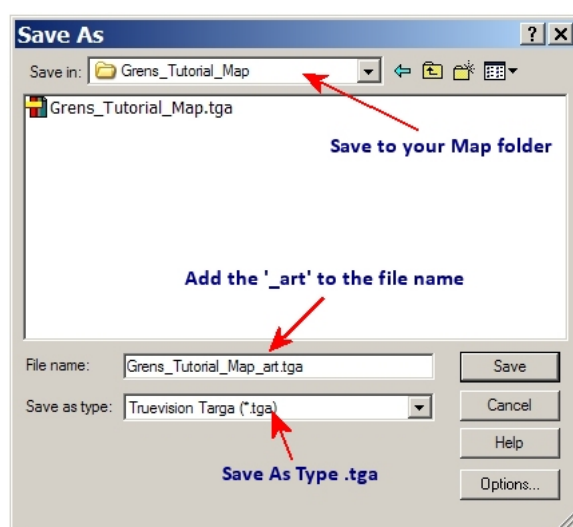 Save As
Save in: Grens_Tutorial_Map
Grens_Tutorial_Map.tga
Save to your Map folder
Add the '_art' to the file name
File name: Grens_Tutorial_Map_art.tga Save
Save as type: Truevision Targa (*.tga) Cancel
Help
Save As Type .tga
Options...